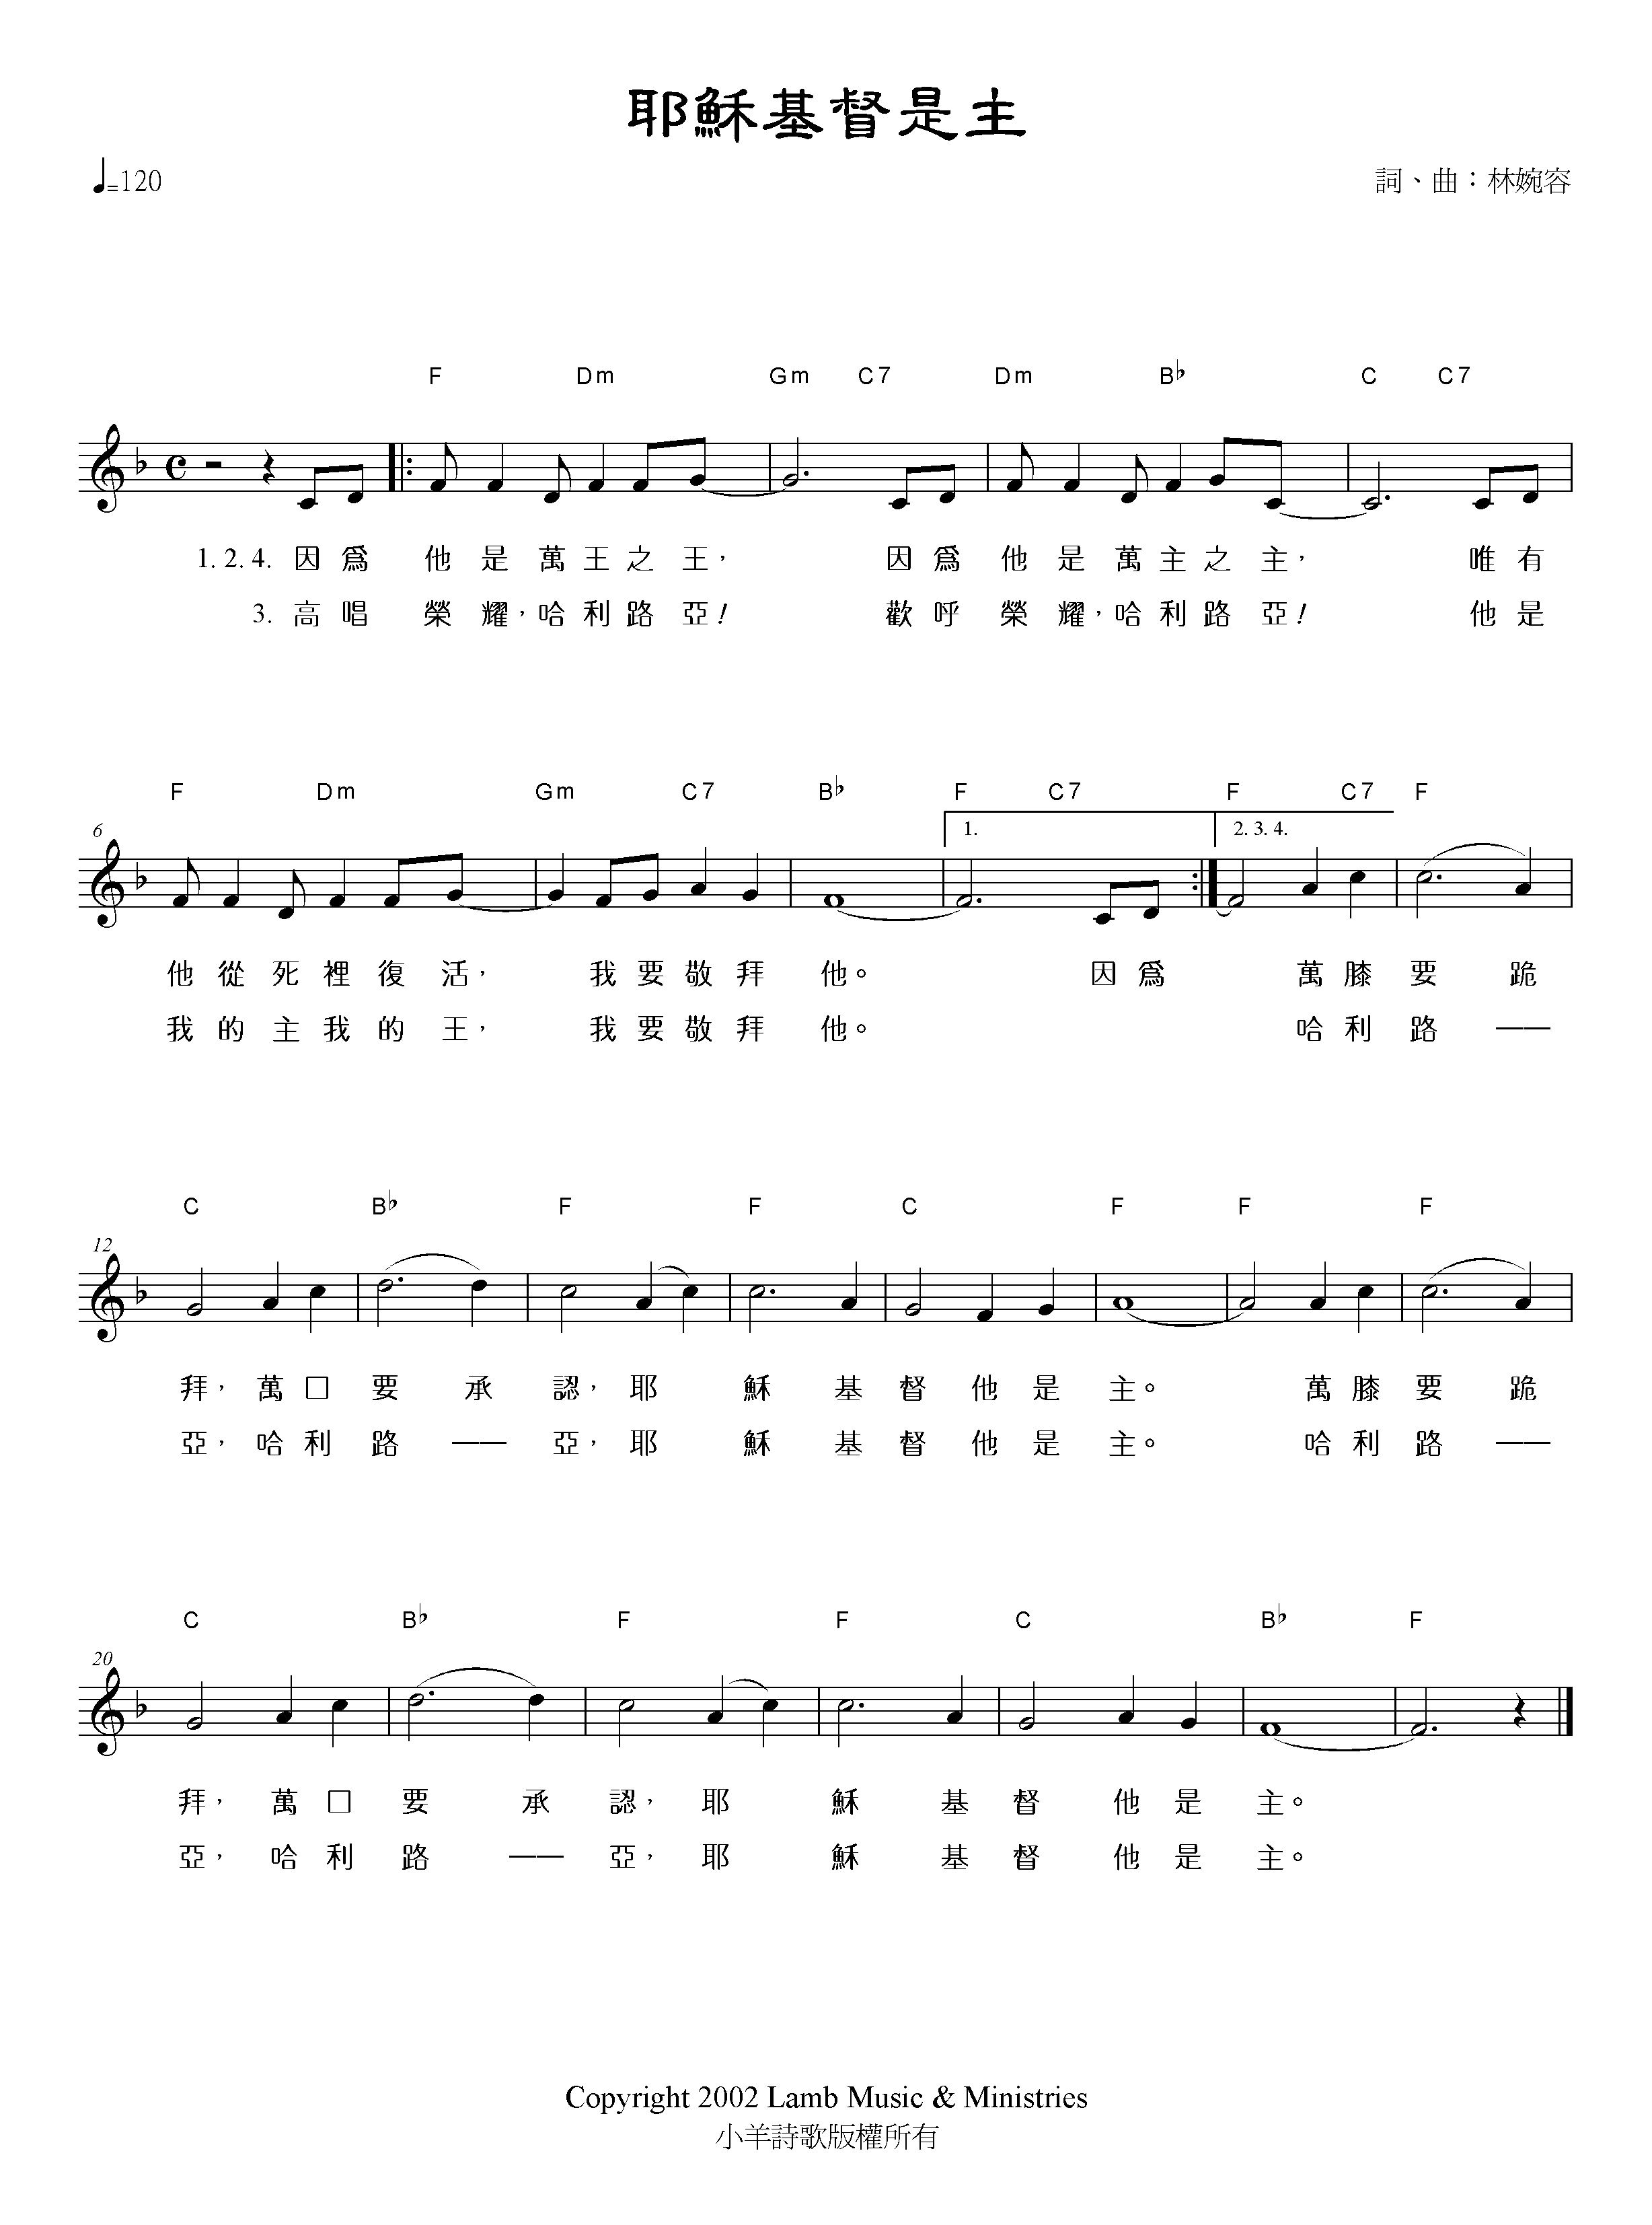 耶穌基督是主
♩=120
詞、曲：林婉容
F Dm Gm C7 Dm B♭ C C7
1. 2. 4. 因爲 他是萬王之王， 因爲 他是萬主之主， 唯有
3. 高唱 榮耀，哈利路亞！ 歡呼 榮耀，哈利路亞！ 他是
F Dm Gm C7 B♭ F C7 F C7 F
6 1. 2. 3. 4.
他從死裡復活， 我要敬拜他。 因爲 萬膝要跪
我的主我的王， 我要敬拜他。 哈利路——
C B♭ F F C F F F
12
拜，萬口要承認，耶穌基督他是主。 萬膝要跪
亞，哈利路——亞，耶穌基督他是主。 哈利路——
C B♭ F F C B♭ F
20
拜，萬口要承認，耶穌基督他是主。
亞，哈利路——亞，耶穌基督他是主。
Copyright 2002 Lamb Music & Ministries
小羊詩歌版權所有